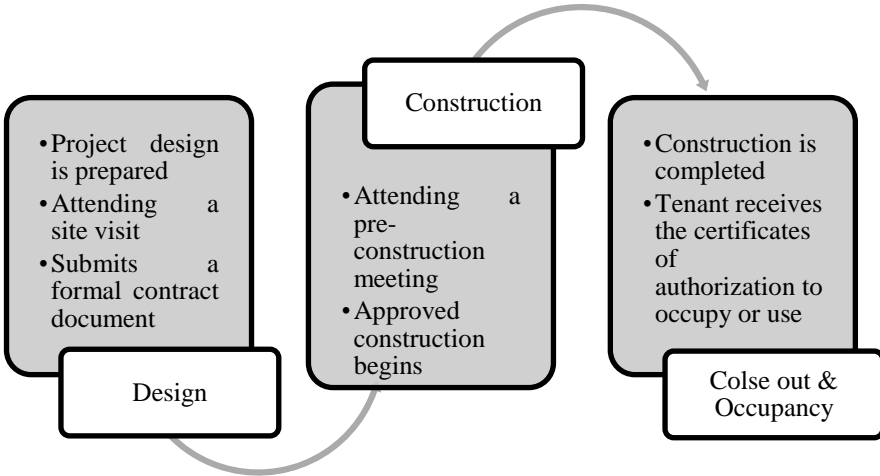 •Project design
is prepared
•Attending a
site visit
•Submits a
formal contract
document
Design
Construction
•Attending a
pre-
construction
meeting
•Approved
construction
begins
•Construction is
completed
•Tenant receives
the certificates
of
authorization to
occupy or use
Colse out &
Occupancy